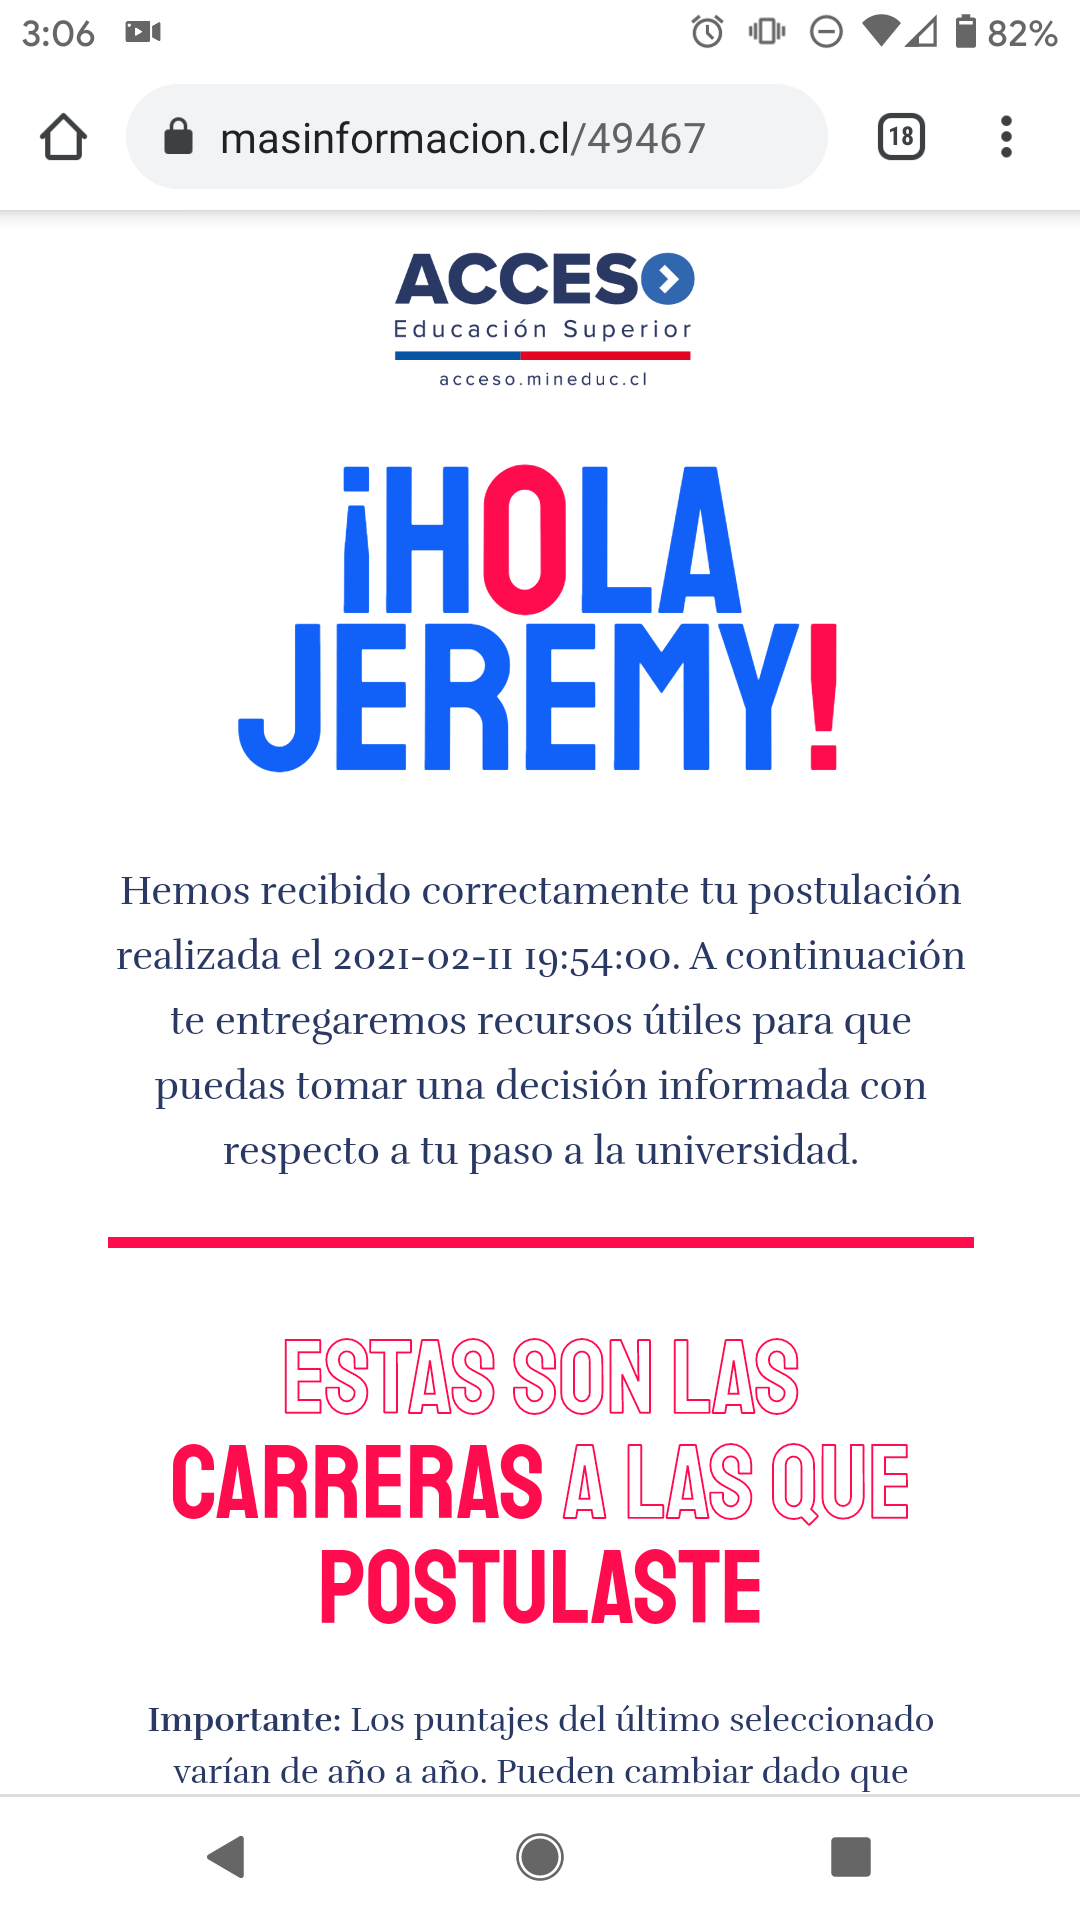 3:06
82%
masinformacion.cl/49467
18
ACCESO
Educación Superior
acceso.mineduc.cl
¡HOLA
JEREMY!
Hemos recibido correctamente tu postulación
realizada el 2021-02-11 19:54:00. A continuación
te entregaremos recursos útiles para que
puedas tomar una decisión informada con
respecto a tu paso a la universidad.
ESTAS SON LAS
CARRERAS A LAS QUE
POSTULASTE
Importante: Los puntajes del último seleccionado
varían de año a año. Pueden cambiar dado que